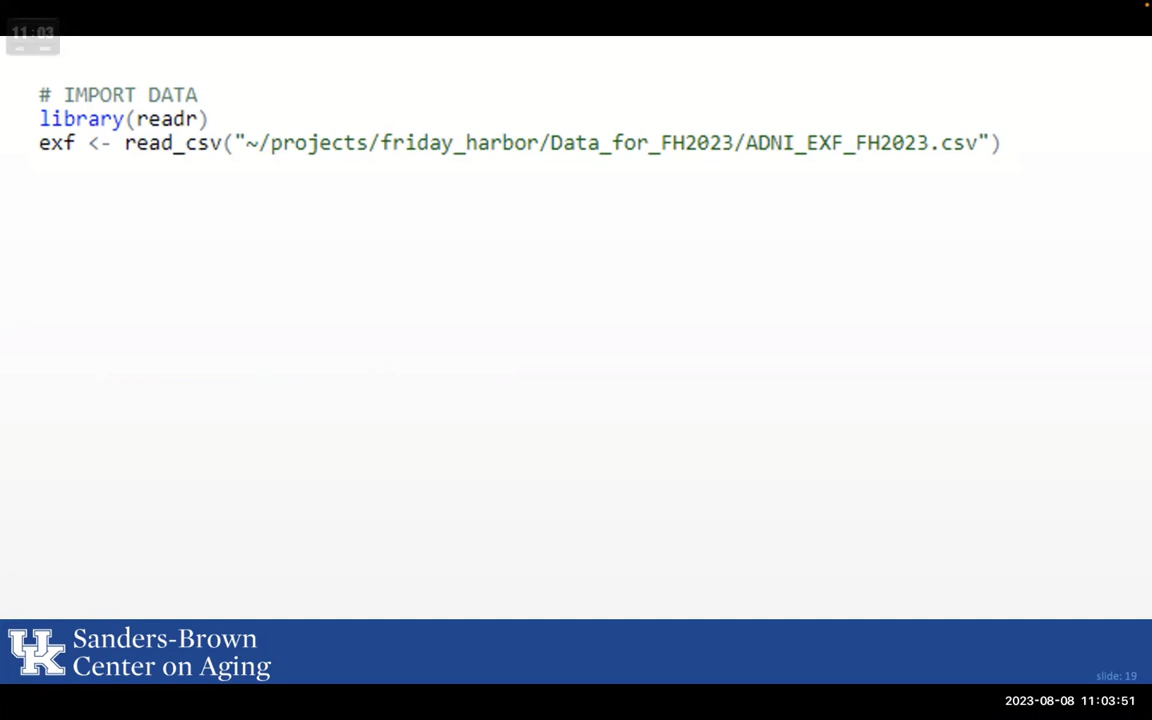 11:03
# IMPORT DATA
library(readr)
exf <- read_csv("~/projects/friday_harbor/Data_for_FH2023/ADNI_EXF_FH2023.csv")
UK
Sanders-Brown
Center on Aging
slide: 19
2023-08-08 11:03:51